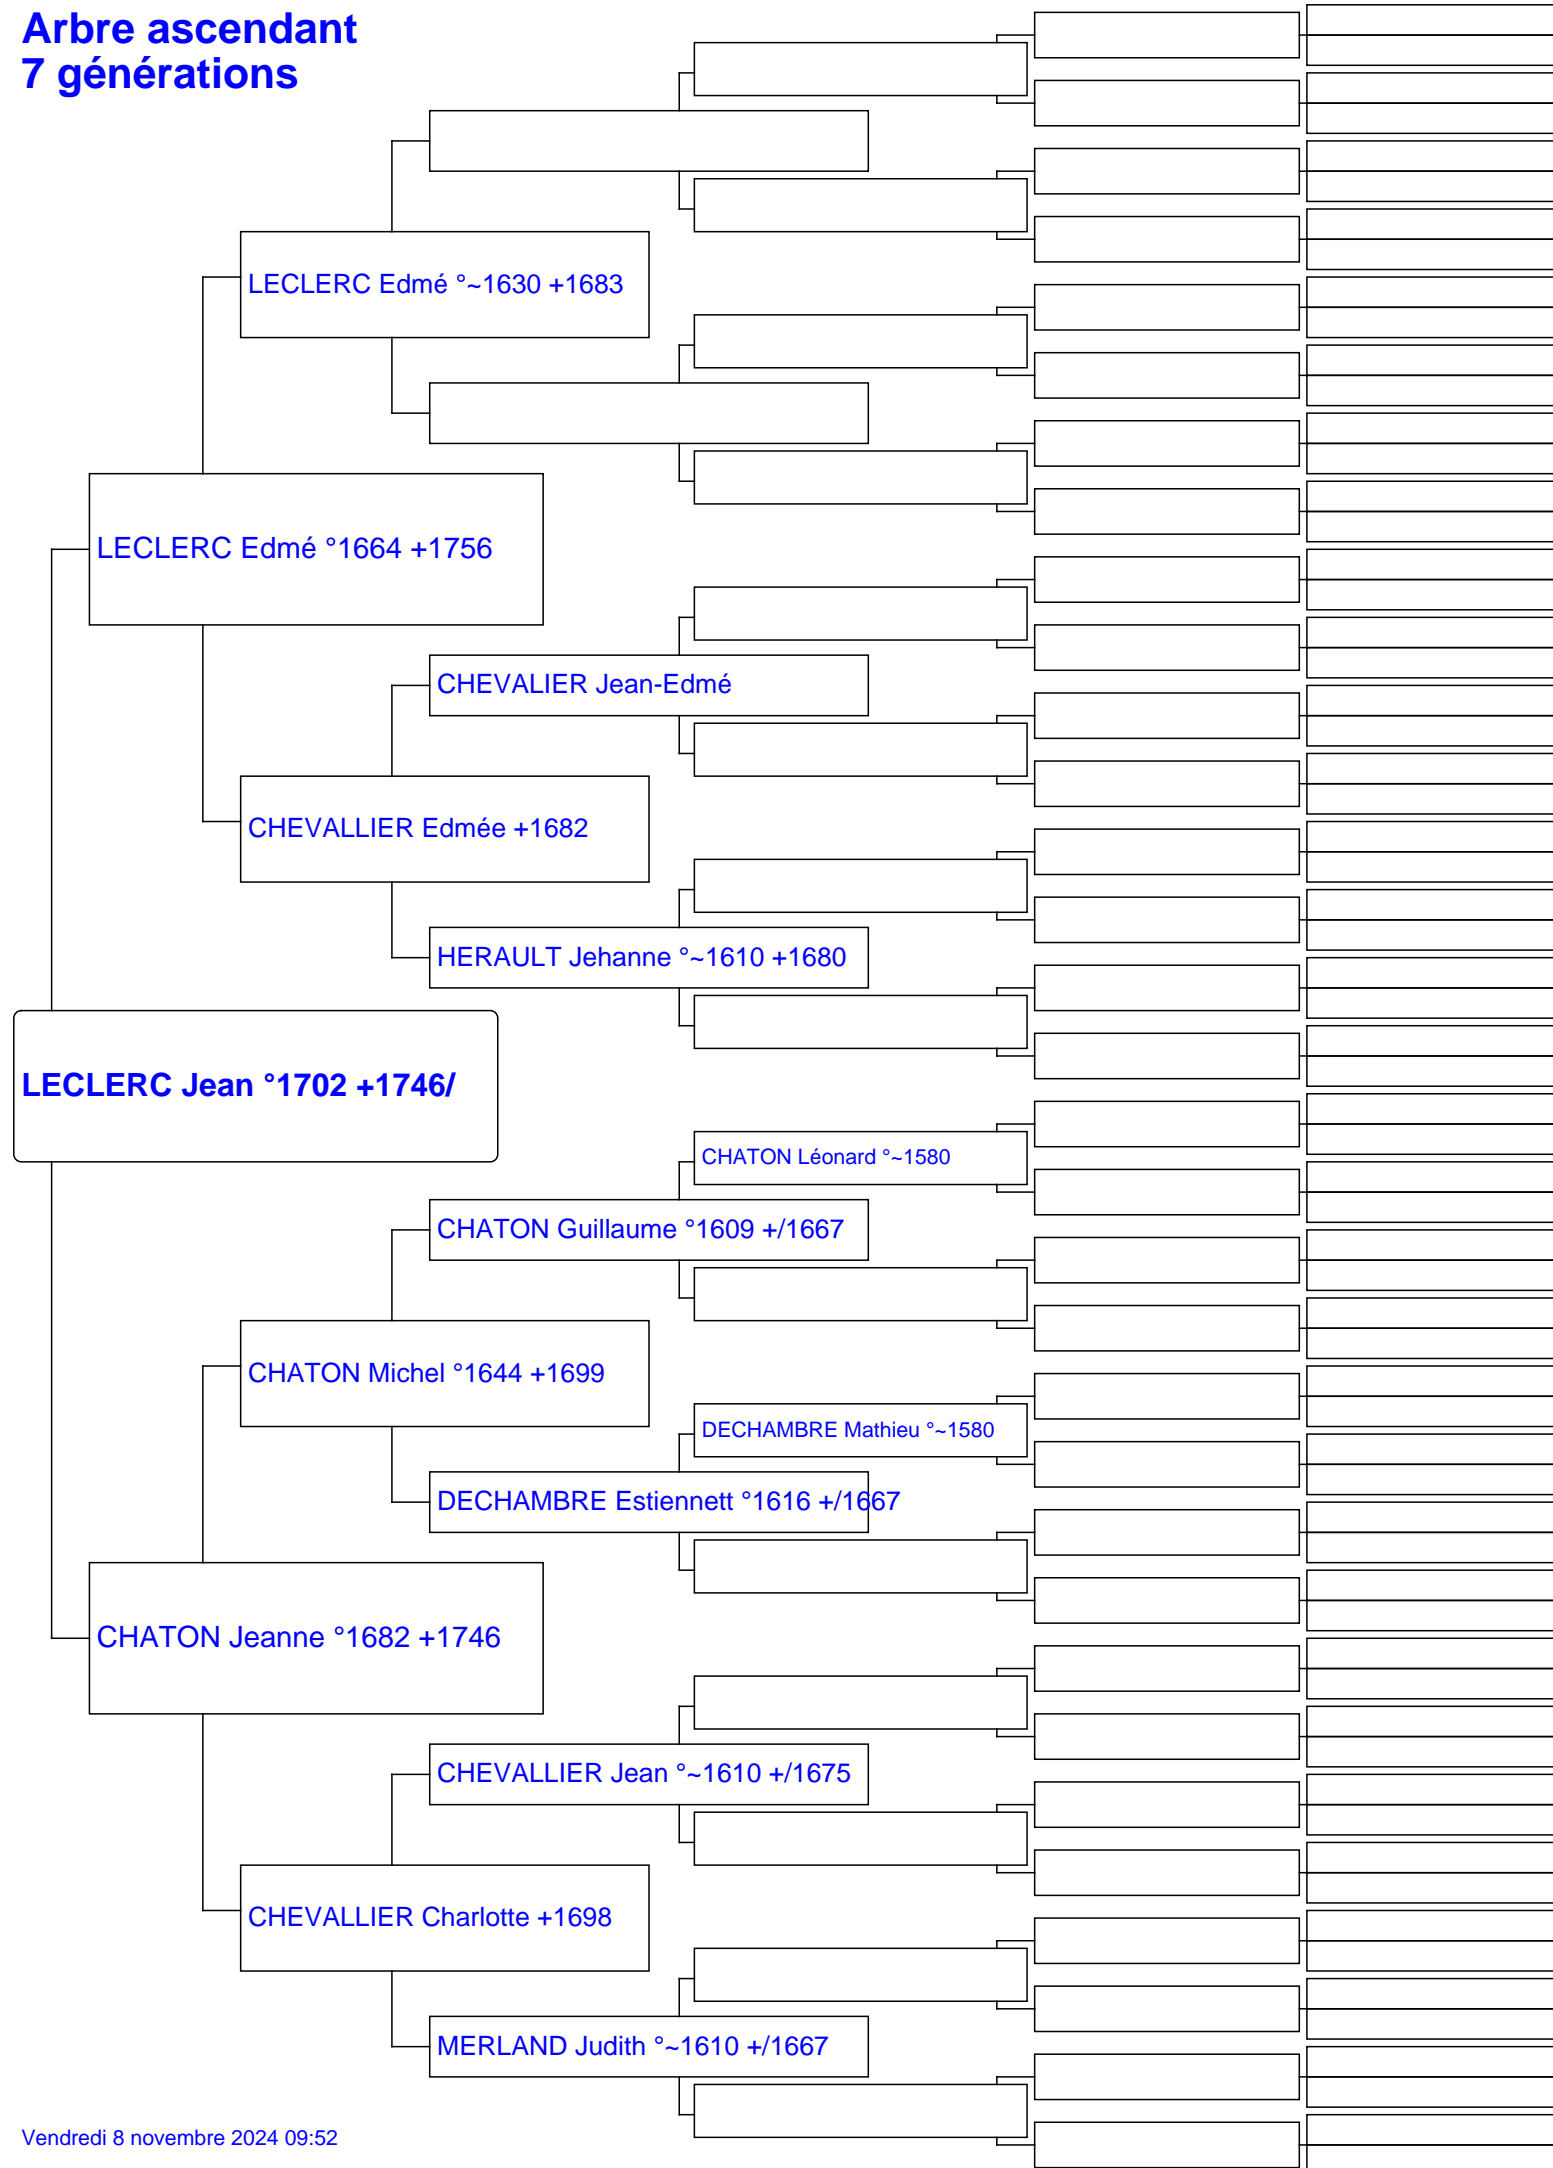 Arbre ascendant
7 générations
LECLERC Edmé °~1630 +1683
LECLERC Edmé °1664 +1756
CHEVALIER Jean-Edmé
CHEVALLIER Edmée +1682
HERAULT Jehanne °~1610 +1680
LECLERC Jean °1702 +1746/
CHATON Léonard °~1580
CHATON Guillaume °1609 +/1667
CHATON Michel °1644 +1699
DECHAMBRE Mathieu °~1580
DECHAMBRE Estiennett °1616 +/1667
CHATON Jeanne °1682 +1746
CHEVALLIER Jean °~1610 +/1675
CHEVALLIER Charlotte +1698
MERLAND Judith °~1610 +/1667
Vendredi 8 novembre 2024 09:52